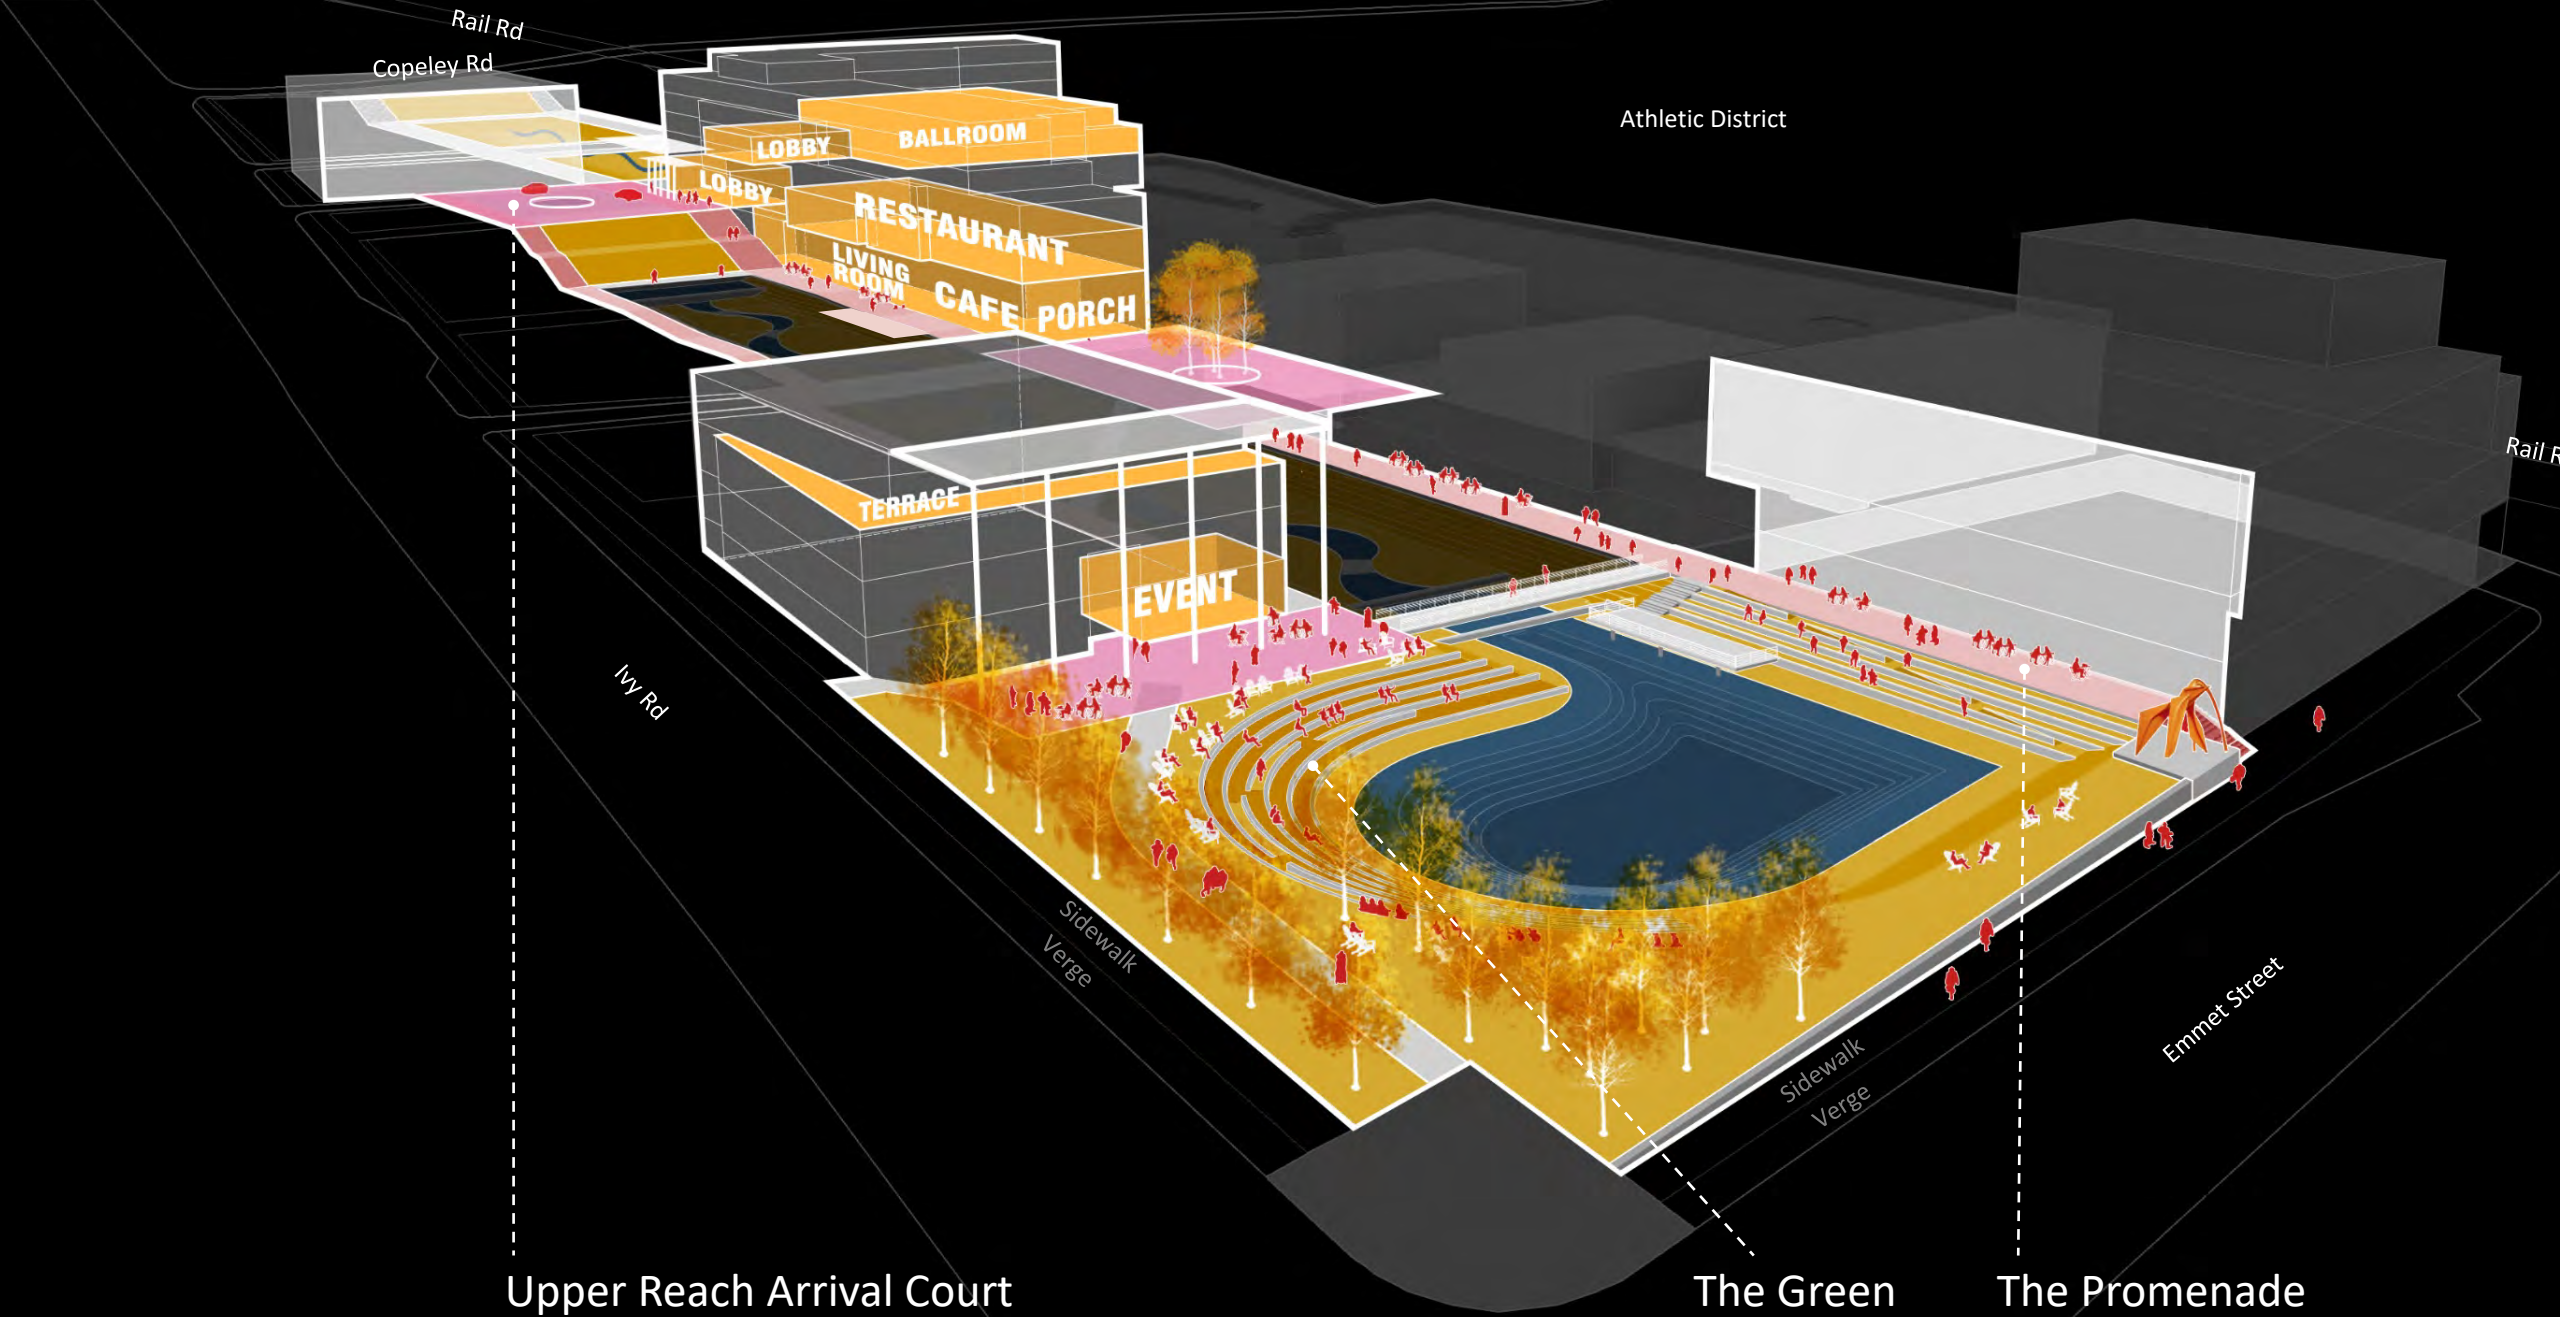 Rail Rd
Copeley Rd
Athletic District
BALLROOM
LOBBY
LOBBY
RESTAURANT
LIVING
ROOM
CAFE
PORCH
Rail R
TERRACE
EVENT
Ivy Rd
Sidewalk
Verge
Sidewalk
Verge
Emmet Street
Upper Reach Arrival Court
The Green
The Promenade